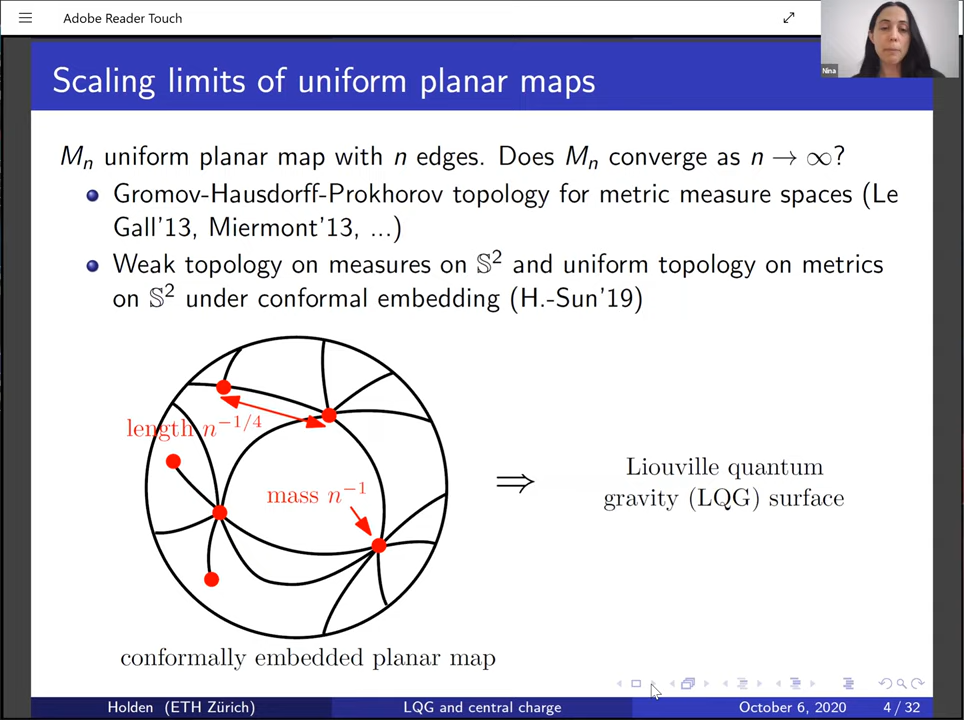 Adobe Reader Touch
Nina
Scaling limits of uniform planar maps
Mₙ uniform planar map with n edges. Does Mₙ converge as n → ∞?
Gromov-Hausdorff-Prokhorov topology for metric measure spaces (Le
Gall'13, Miermont'13, ...)
Weak topology on measures on 𝕊² and uniform topology on metrics
on 𝕊² under conformal embedding (H.-Sun'19)
length n^{-1/4}
mass n^{-1}
⇒
Liouville quantum
gravity (LQG) surface
conformally embedded planar map
Holden (ETH Zürich) LQG and central charge October 6, 2020 4 / 32